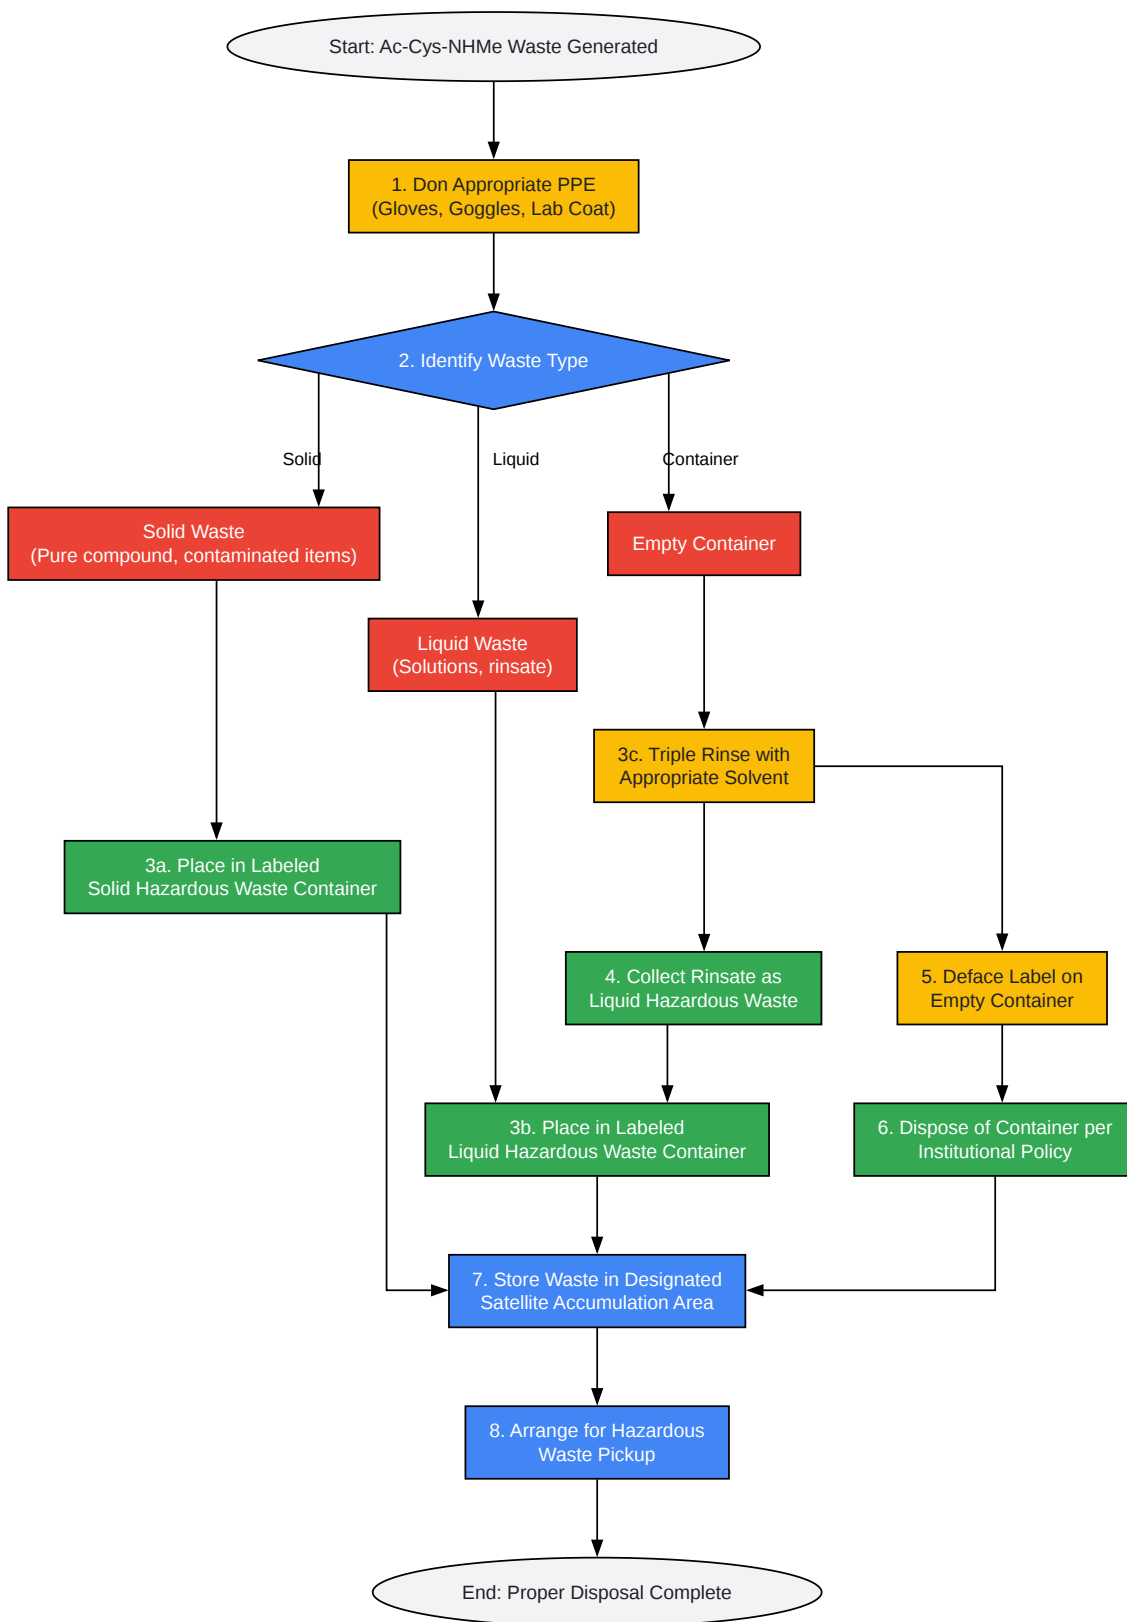 Start: Ac-Cys-NHMe Waste Generated
1. Don Appropriate PPE
(Gloves, Goggles, Lab Coat)
2. Identify Waste Type
Solid
Liquid
Container
Solid Waste
(Pure compound, contaminated items)
Empty Container
Liquid Waste
(Solutions, rinsate)
3c. Triple Rinse with
Appropriate Solvent
3a. Place in Labeled
Solid Hazardous Waste Container
4. Collect Rinsate as
Liquid Hazardous Waste
5. Deface Label on
Empty Container
3b. Place in Labeled
Liquid Hazardous Waste Container
6. Dispose of Container per
Institutional Policy
7. Store Waste in Designated
Satellite Accumulation Area
8. Arrange for Hazardous
Waste Pickup
End: Proper Disposal Complete